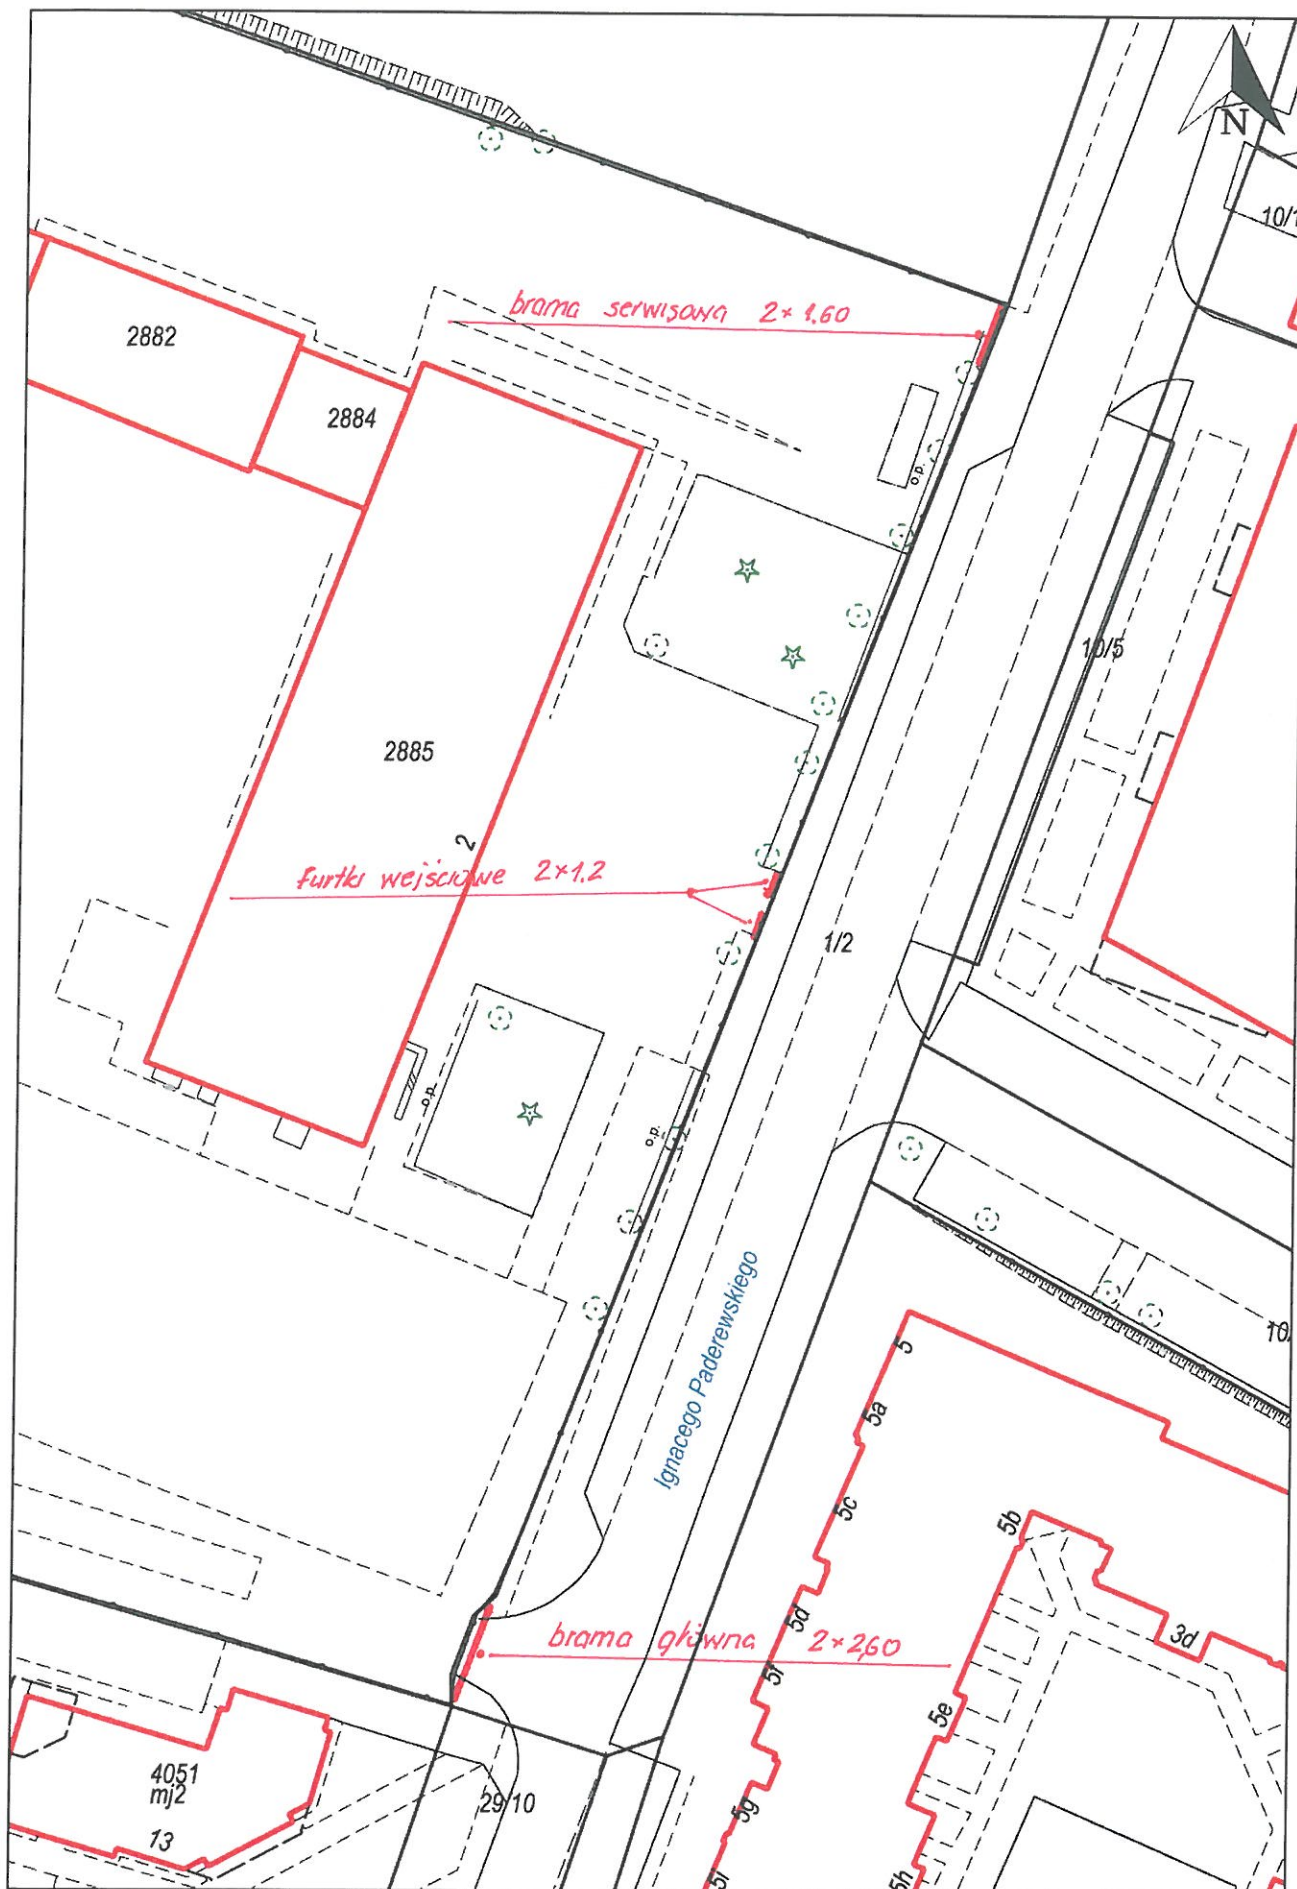 N
10/1
brama serwisowa 2×1,60
2882
2884
o.p.
10/5
2885
2
furtki wejściowe 2×1,2
1/2
o.p.
o.p.
Ignacego Paderewskiego
10/
5
5a
5c
5b
5d
3d
brama główna 2×2,60
5f
5e
4051
mj2
29/10
13
5g
5i
5h